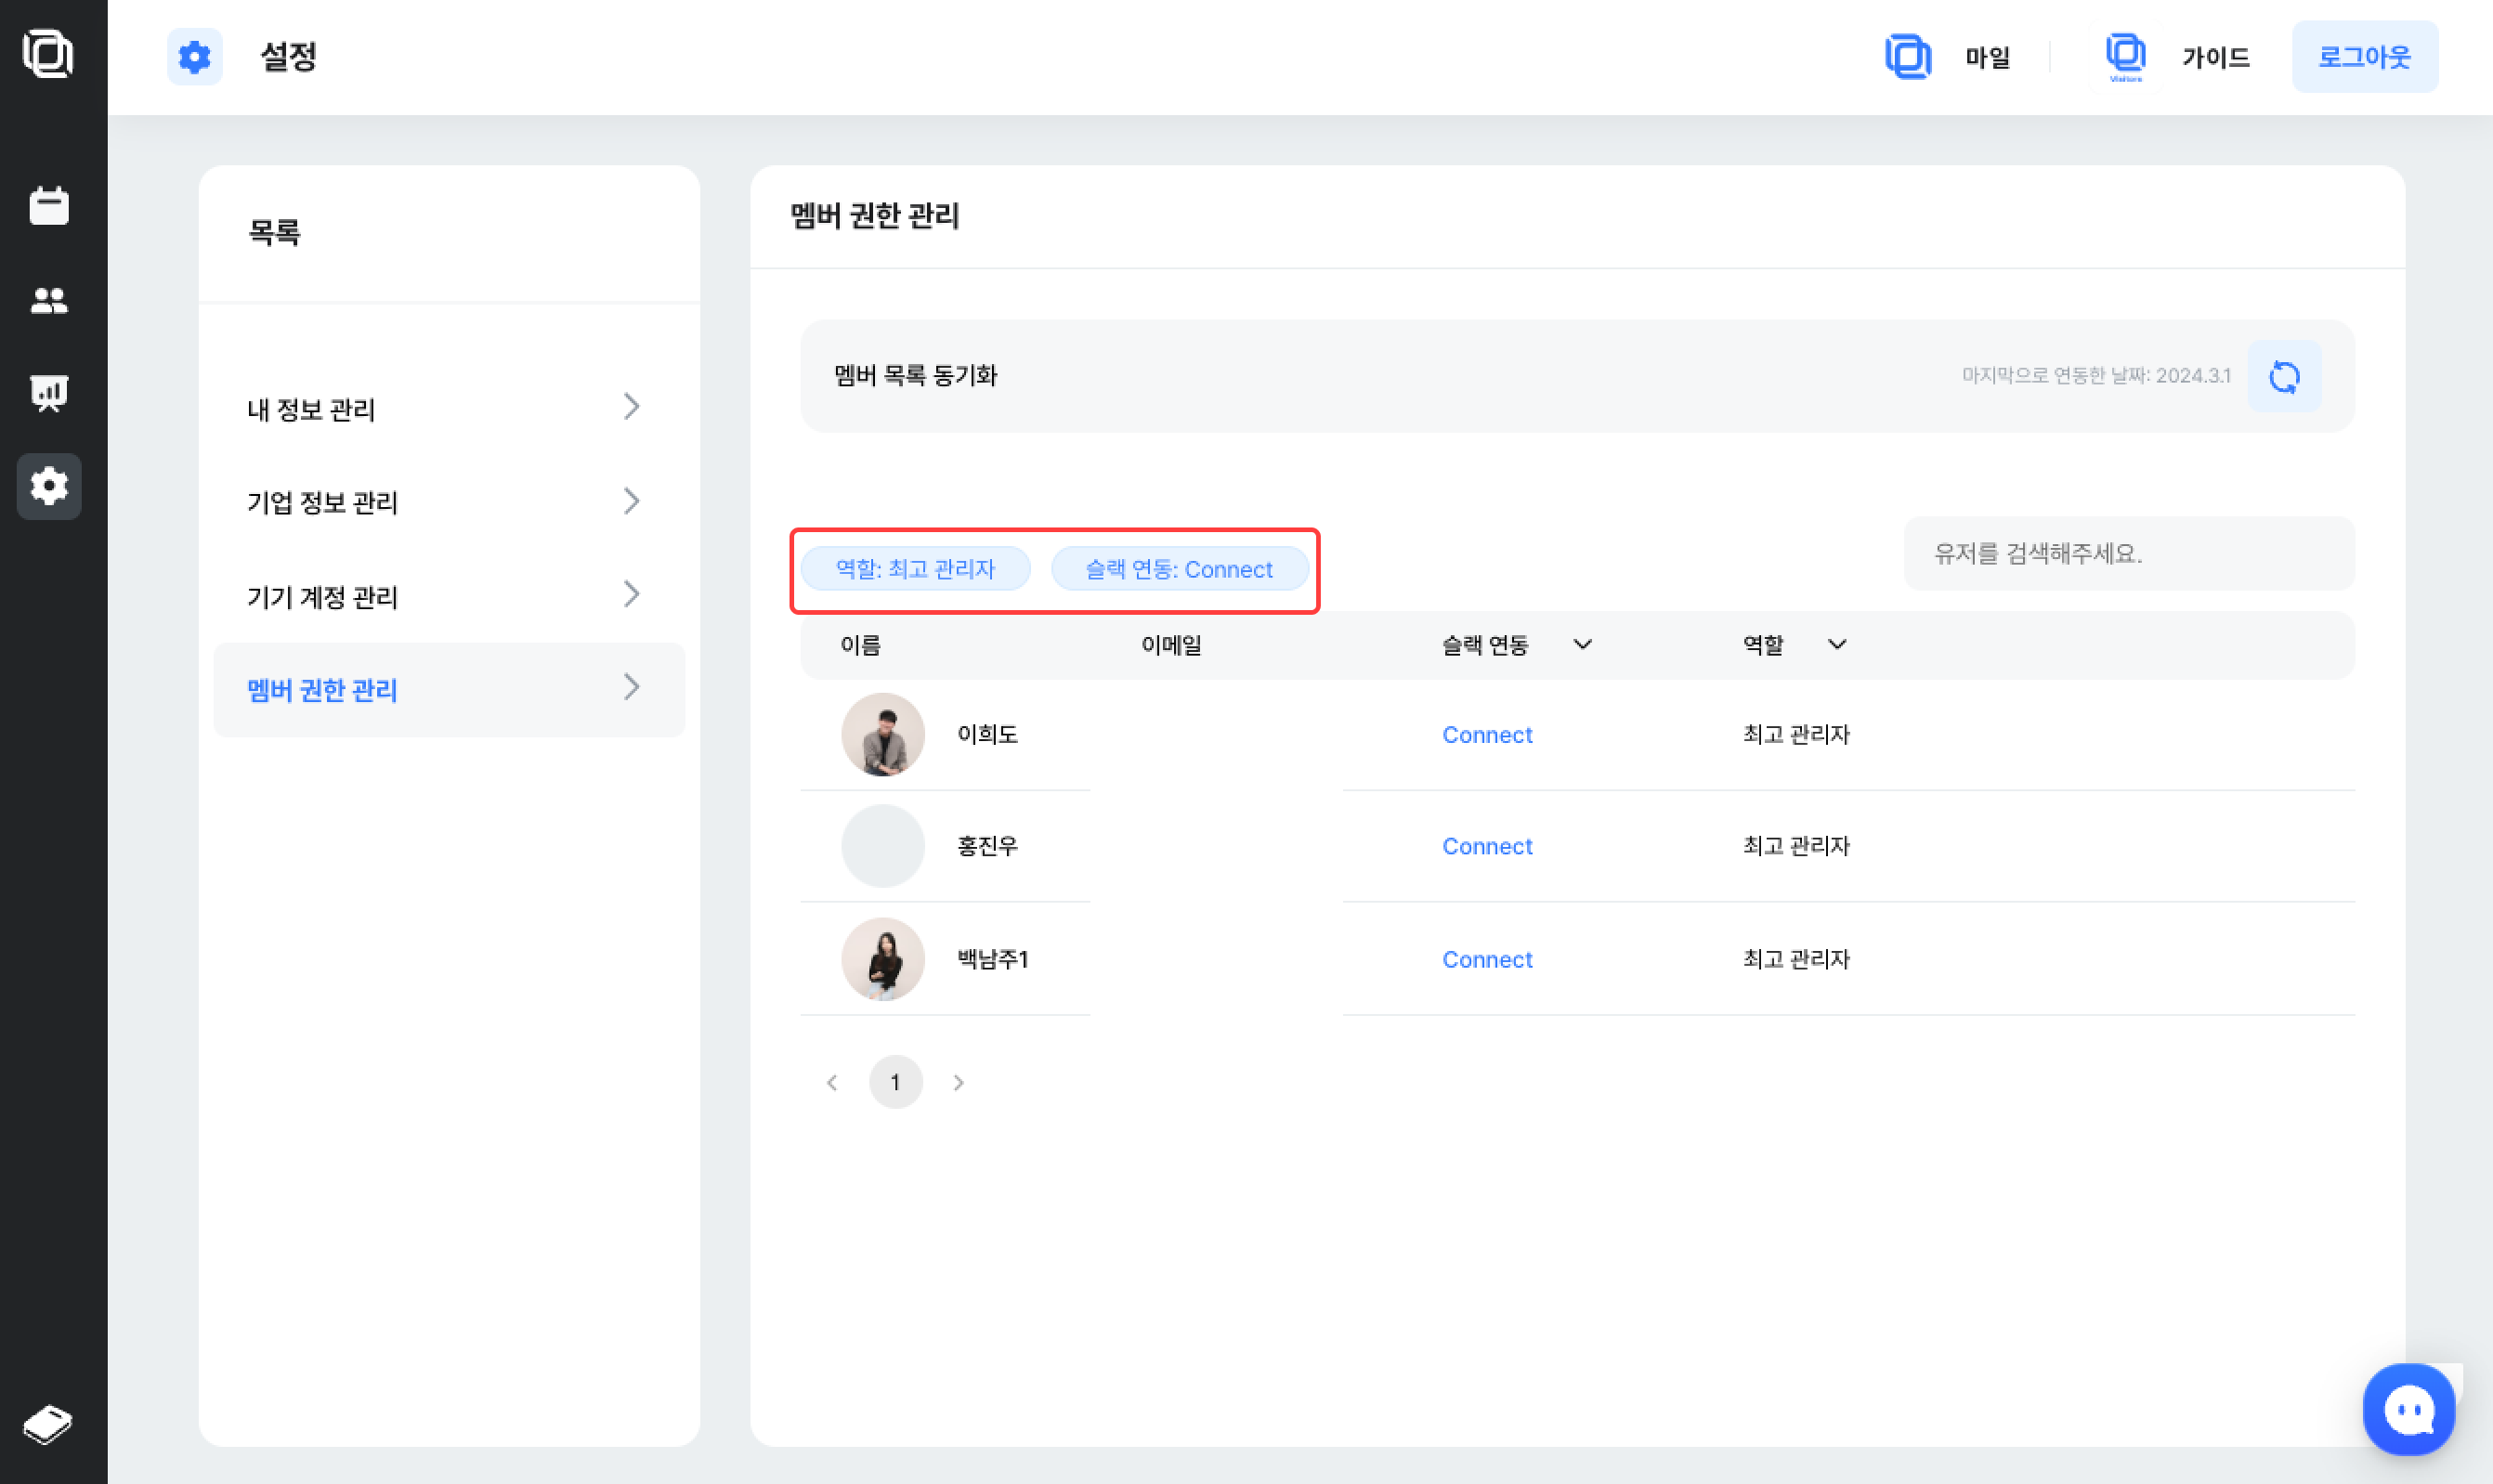 설정
마일
Visitors
가이드
로그아웃
목록
내 정보 관리
기업 정보 관리
기기 계정 관리
멤버 권한 관리
멤버 권한 관리
멤버 목록 동기화
마지막으로 연동한 날짜: 2024.3.1
역할: 최고 관리자
슬랙 연동: Connect
유저를 검색해주세요.
이름 이메일 슬랙 연동 역할
이희도 Connect 최고 관리자
홍진우 Connect 최고 관리자
백남주1 Connect 최고 관리자
1